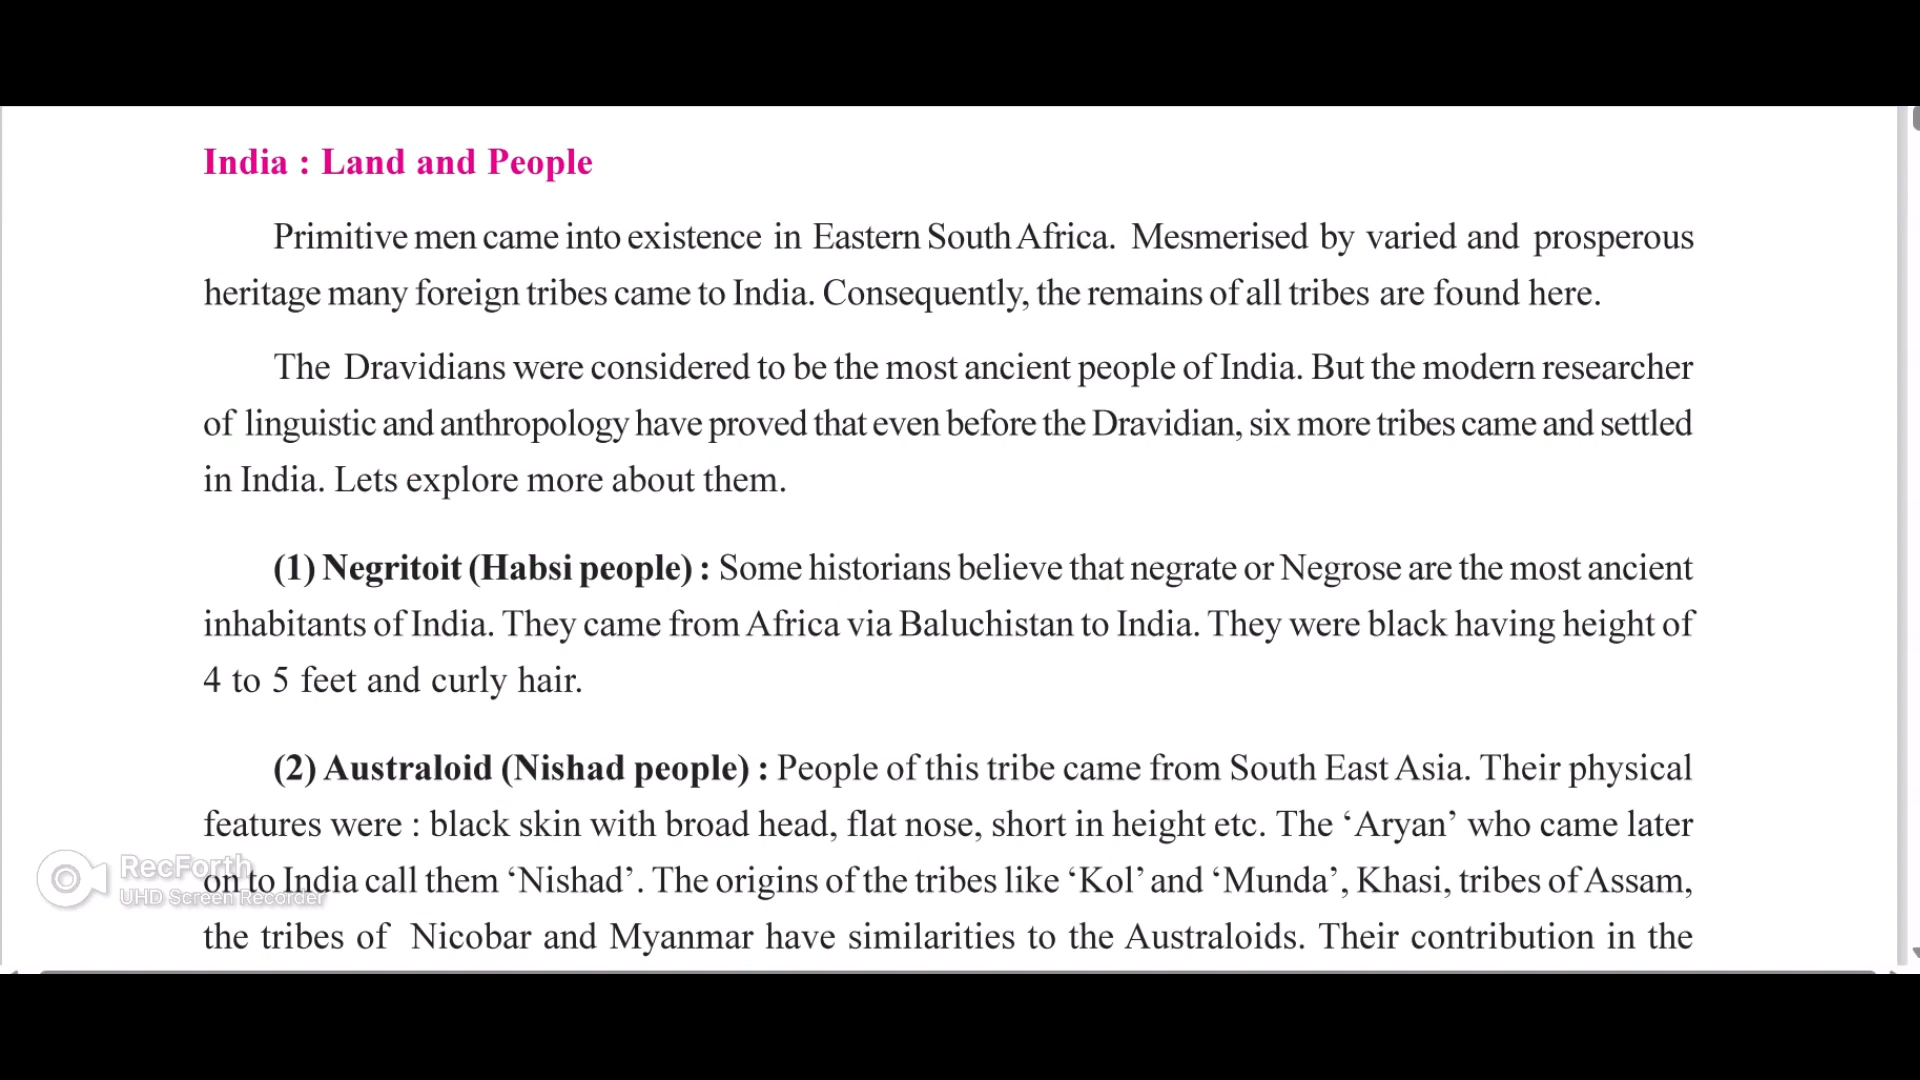 India : Land and People
Primitive men came into existence in Eastern South Africa. Mesmerised by varied and prosperous
heritage many foreign tribes came to India. Consequently, the remains of all tribes are found here.
The Dravidians were considered to be the most ancient people of India. But the modern researcher
of linguistic and anthropology have proved that even before the Dravidian, six more tribes came and settled
in India. Lets explore more about them.
(1) Negritoit (Habsi people) : Some historians believe that negrate or Negrose are the most ancient
inhabitants of India. They came from Africa via Baluchistan to India. They were black having height of
4 to 5 feet and curly hair.
(2) Australoid (Nishad people) : People of this tribe came from South East Asia. Their physical
features were : black skin with broad head, flat nose, short in height etc. The ‘Aryan’ who came later
on to India call them ‘Nishad’. The origins of the tribes like ‘Kol’ and ‘Munda’, Khasi, tribes of Assam,
the tribes of Nicobar and Myanmar have similarities to the Australoids. Their contribution in the
RecForth
UHD Screen Recorder